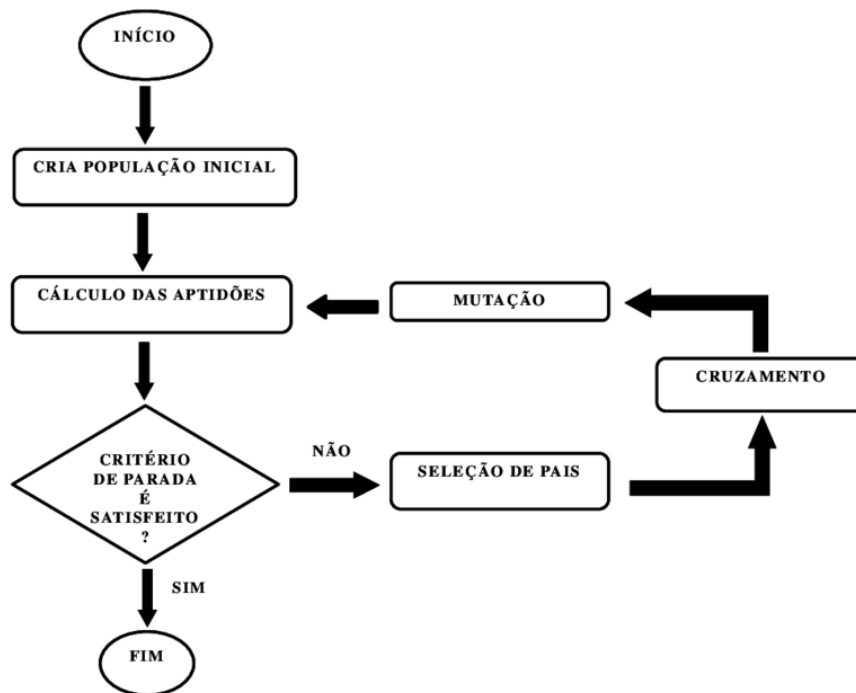 INÍCIO
CRIA POPULAÇÃO INICIAL
CÁLCULO DAS APTIDÕES
MUTAÇÃO
CRUZAMENTO
CRITÉRIO
DE PARADA
É
SATISFEITO
?
NÃO
SELEÇÃO DE PAIS
SIM
FIM